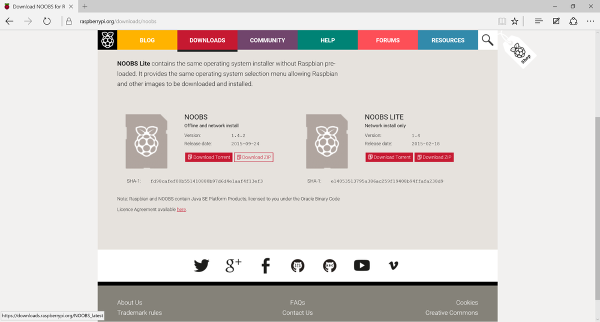 Download NOOBS for R
raspberrypi.org/downloads/noobs
BLOG
DOWNLOADS
COMMUNITY
HELP
FORUMS
RESOURCES
Shop
NOOBS Lite contains the same operating system installer without Raspbian pre-
loaded. It provides the same operating system selection menu allowing Raspbian
and other images to be downloaded and installed.
NOOBS
Offline and network install
Version: 1.4.2
Release date: 2015-09-24
Download Torrent
Download ZIP
SHA-1:
NOOBS LITE
Network install only
Version: 1.4
Release date: 2015-02-18
Download Torrent
Download ZIP
SHA-1:
Note: Raspbian and NOOBS contain Java SE Platform Products, licensed to you under the Oracle Binary Code
Licence Agreement available here.
About Us
FAQs
Cookies
Trademark rules
Contact Us
Creative Commons
https://downloads.raspberrypi.org/NOOBS_latest